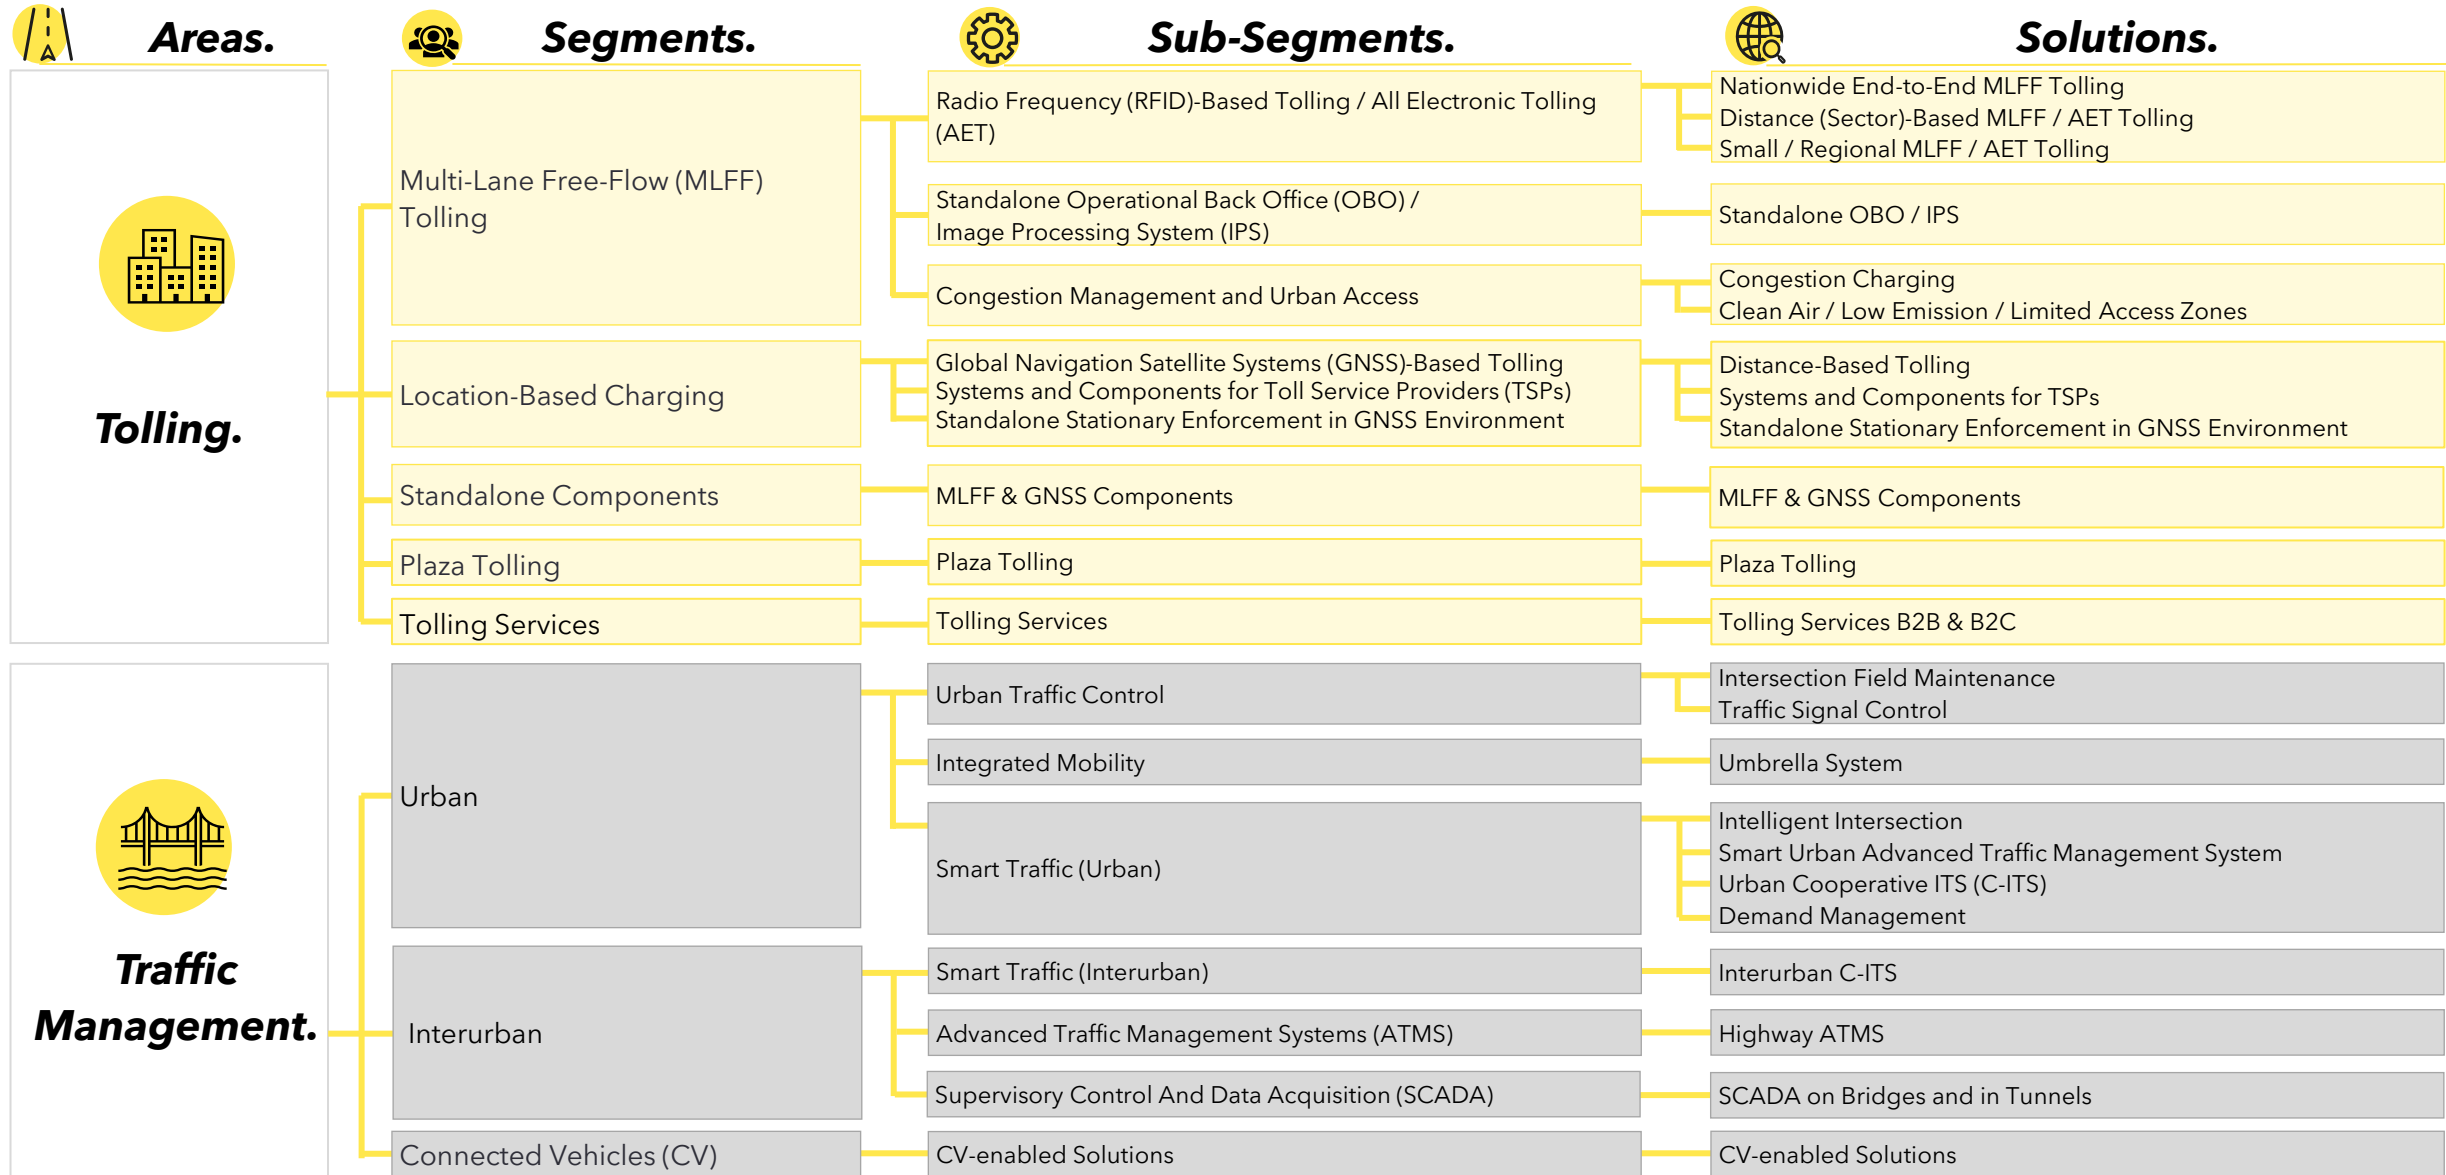 Areas.
Segments.
Sub-Segments.
Solutions.
Tolling.
Multi-Lane Free-Flow (MLFF)
Tolling
Radio Frequency (RFID)-Based Tolling / All Electronic Tolling
(AET)
Nationwide End-to-End MLFF Tolling
Distance (Sector)-Based MLFF / AET Tolling
Small / Regional MLFF / AET Tolling
Standalone Operational Back Office (OBO) /
Image Processing System (IPS)
Standalone OBO / IPS
Congestion Management and Urban Access
Congestion Charging
Clean Air / Low Emission / Limited Access Zones
Location-Based Charging
Global Navigation Satellite Systems (GNSS)-Based Tolling
Systems and Components for Toll Service Providers (TSPs)
Standalone Stationary Enforcement in GNSS Environment
Distance-Based Tolling
Systems and Components for TSPs
Standalone Stationary Enforcement in GNSS Environment
Standalone Components
MLFF & GNSS Components
MLFF & GNSS Components
Plaza Tolling
Plaza Tolling
Plaza Tolling
Tolling Services
Tolling Services
Tolling Services B2B & B2C
Traffic
Management.
Urban
Urban Traffic Control
Intersection Field Maintenance
Traffic Signal Control
Integrated Mobility
Umbrella System
Smart Traffic (Urban)
Intelligent Intersection
Smart Urban Advanced Traffic Management System
Urban Cooperative ITS (C-ITS)
Demand Management
Interurban
Smart Traffic (Interurban)
Interurban C-ITS
Advanced Traffic Management Systems (ATMS)
Highway ATMS
Supervisory Control And Data Acquisition (SCADA)
SCADA on Bridges and in Tunnels
Connected Vehicles (CV)
CV-enabled Solutions
CV-enabled Solutions